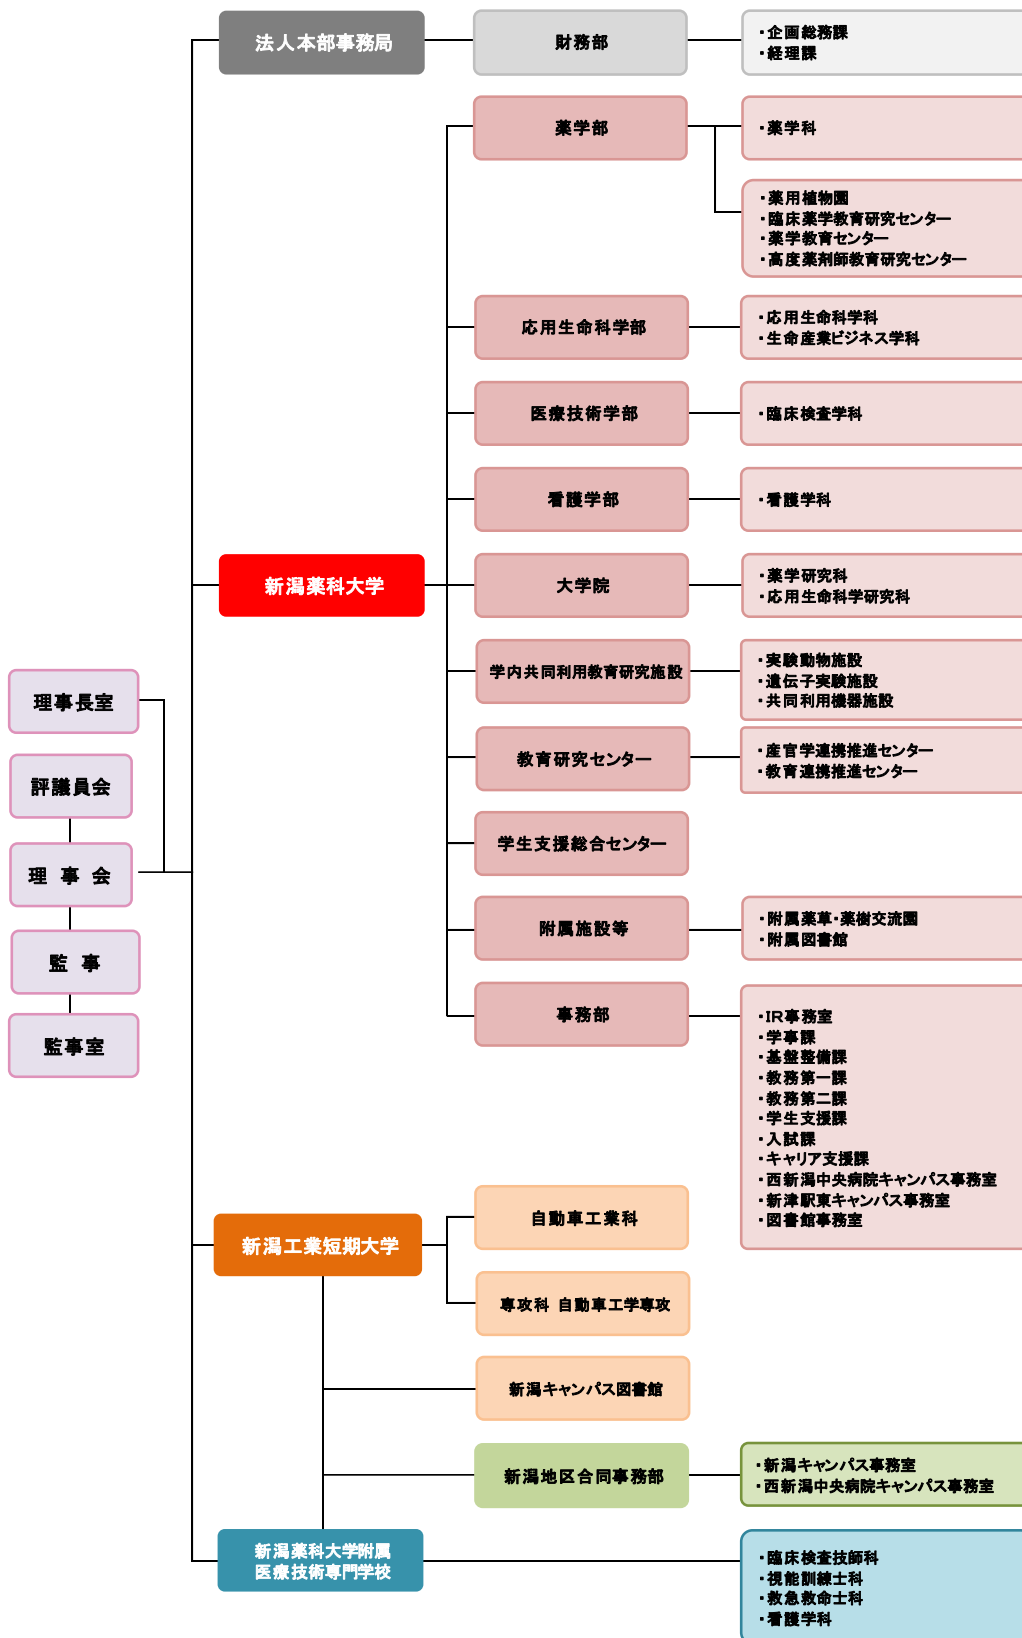 法人本部事務局
財務部
・企画総務課
・経理課
薬学部
・薬学科
・薬用植物園
・臨床薬学教育研究センター
・薬学教育センター
・高度薬剤師教育研究センター
応用生命科学部
・応用生命科学科
・生命産業ビジネス学科
医療技術学部
・臨床検査学科
看護学部
・看護学科
新潟薬科大学
大学院
・薬学研究科
・応用生命科学研究科
学内共同利用教育研究施設
・実験動物施設
・遺伝子実験施設
・共同利用機器施設
教育研究センター
・産官学連携推進センター
・教育連携推進センター
学生支援総合センター
附属施設等
・附属薬草・薬樹交流園
・附属図書館
事務部
・IR事務室
・学事課
・基盤整備課
・教務第一課
・教務第二課
・学生支援課
・入試課
・キャリア支援課
・西新潟中央病院キャンパス事務室
・新津駅東キャンパス事務室
・図書館事務室
理事長室
評議員会
理 事 会
監 事
監事室
新潟工業短期大学
自動車工業科
専攻科 自動車工学専攻
新潟キャンパス図書館
新潟地区合同事務部
・新潟キャンパス事務室
・西新潟中央病院キャンパス事務室
新潟薬科大学附属
医療技術専門学校
・臨床検査技師科
・視能訓練士科
・救急救命士科
・看護学科